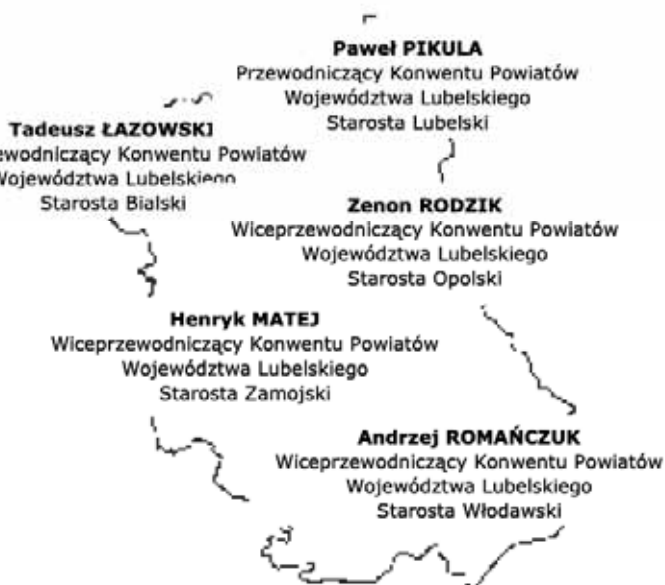 Paweł PIKULA
Przewodniczący Konwentu Powiatów
Województwa Lubelskiego
Starosta Lubelski
Tadeusz ŁAZOWSKI
ewodniczący Konwentu Powiatów
Województwa Lubelskiego
Starosta Bialski
Zenon RODZIK
Wiceprzewodniczący Konwentu Powiatów
Województwa Lubelskiego
Starosta Opolski
Henryk MATEJ
Wiceprzewodniczący Konwentu Powiatów
Województwa Lubelskiego
Starosta Zamojski
Andrzej ROMAŃCZUK
Wiceprzewodniczący Konwentu Powiatów
Województwa Lubelskiego
Starosta Włodawski